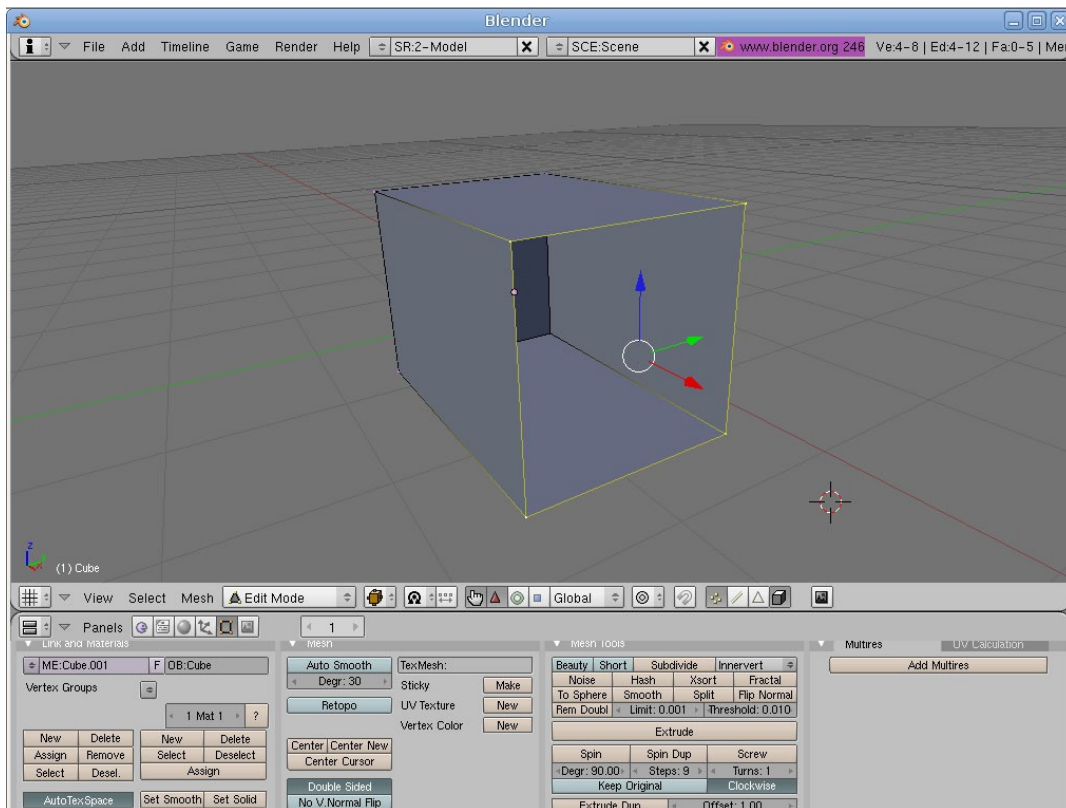 Blender
File Add Timeline Game Render Help SR:2-Model X SCE:Scene X www.blender.org 246 Ve:4-8 | Ed:4-12 | Fa:0-5 | Mer
z
(1) Cube
View Select Mesh Edit Mode Global
Panels 1
Link and Materials Mesh Mesh Tools Multires UV Calculation
ME:Cube.001 F OB:Cube Auto Smooth TexMesh: Beauty Short Subdivide Innervert Add Multires
Degr: 30 Sticky Make Noise Hash Xsort Fractal
Vertex Groups Retopo UV Texture New To Sphere Smooth Split Flip Normal
1 Mat 1 ? Vertex Color New Rem Doubl Limit: 0.001 Threshold: 0.010
New Delete New Delete Center Center New Extrude
Assign Remove Select Deselect Center Cursor Spin Spin Dup Screw
Select Desel. Assign Double Sided Degr: 90.00 Steps: 9 Turns: 1
AutoTexSpace Set Smooth Set Solid No V.Normal Flip Keep Original Clockwise
Extrude Dup Offset: 1.00